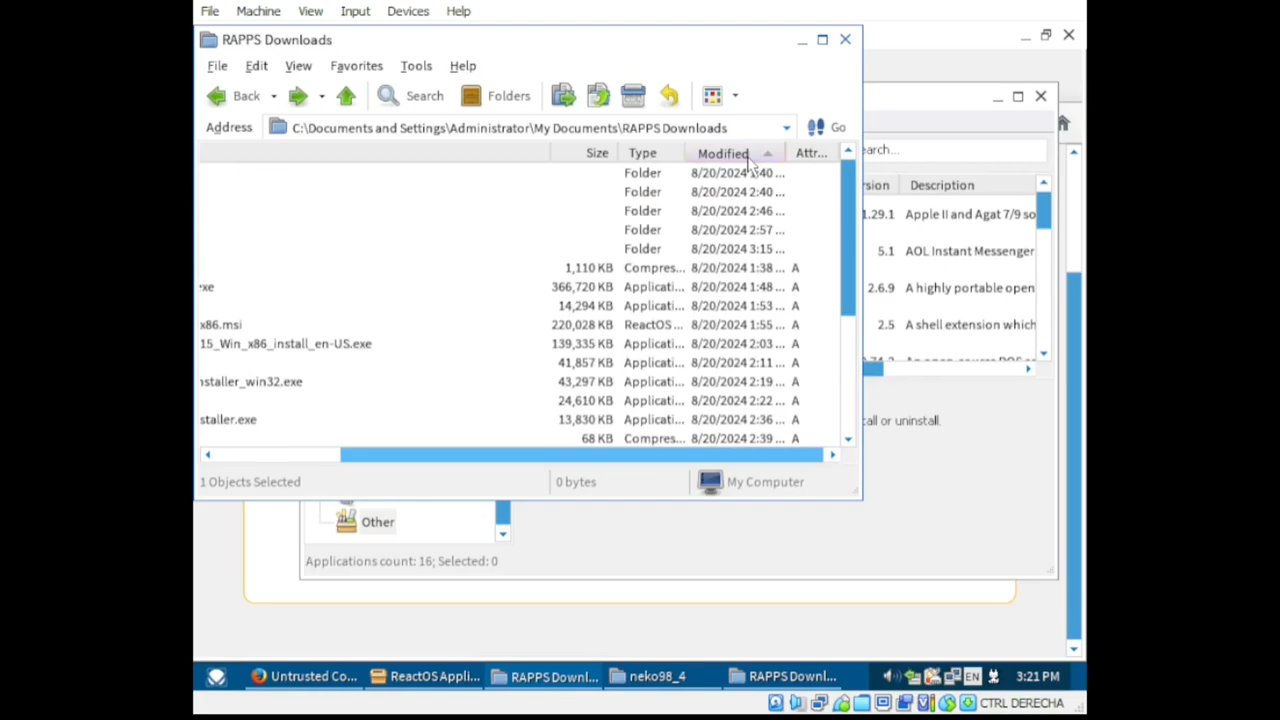 File Machine View Input Devices Help
RAPPS Downloads
File Edit View Favorites Tools Help
Back Search Folders
Address C:\Documents and Settings\Administrator\My Documents\RAPPS Downloads Go
Size Type Modified Attr...
Folder 8/20/2024 2:40 ...
Folder 8/20/2024 2:46 ...
Folder 8/20/2024 2:57 ...
Folder 8/20/2024 3:15 ...
1,110 KB Compres... 8/20/2024 1:38 ... A
xe 366,720 KB Applicati... 8/20/2024 1:48 ... A
14,294 KB Applicati... 8/20/2024 1:53 ... A
x86.msi 220,028 KB ReactOS ... 8/20/2024 1:55 ... A
15_Win_x86_install_en-US.exe 139,335 KB Applicati... 8/20/2024 2:03 ... A
41,857 KB Applicati... 8/20/2024 2:11 ... A
nstaller_win32.exe 43,297 KB Applicati... 8/20/2024 2:19 ... A
24,610 KB Applicati... 8/20/2024 2:22 ... A
staller.exe 13,830 KB Applicati... 8/20/2024 2:36 ... A
68 KB Compres... 8/20/2024 2:39 ... A
1 Objects Selected 0 bytes My Computer
earch...
sion Description
1.29.1 Apple II and Agat 7/9 so
5.1 AOL Instant Messenger
2.6.9 A highly portable open
2.5 A shell extension which
all or uninstall.
Other
Applications count: 16; Selected: 0
Untrusted Co... ReactOS Appli... RAPPS Downl... neko98_4 RAPPS Downl... EN 3:21 PM
CTRL DERECHA